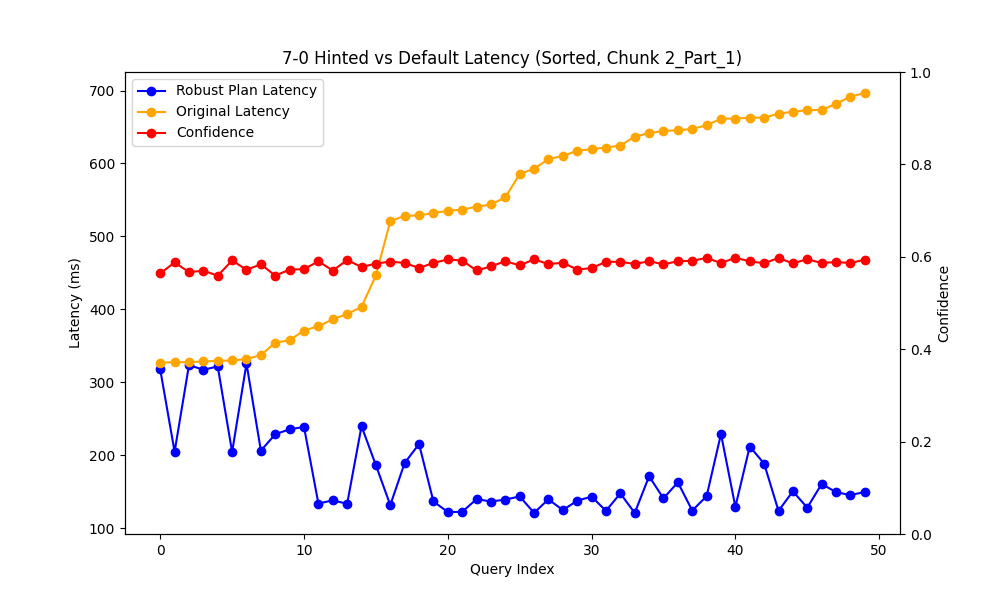 7-0 Hinted vs Default Latency (Sorted, Chunk 2_Part_1)
Robust Plan Latency
Original Latency
Confidence
Latency (ms)
700
600
500
400
300
200
100
1.0
0.8
0.6
0.4
0.2
0.0
Confidence
0 10 20 30 40 50
Query Index